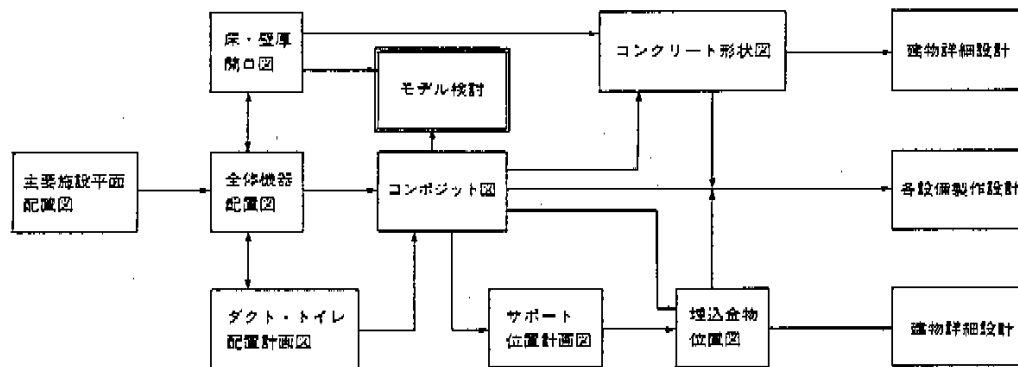 床・壁厚
開口図
コンクリート形状図
建物詳細設計
モデル検討
主要施設平面
配置図
全体機器
配置図
コンポジット図
各設備製作設計
ダクト・トイレ
配置計画図
サポート
位置計画図
埋込金物
位置図
建物詳細設計